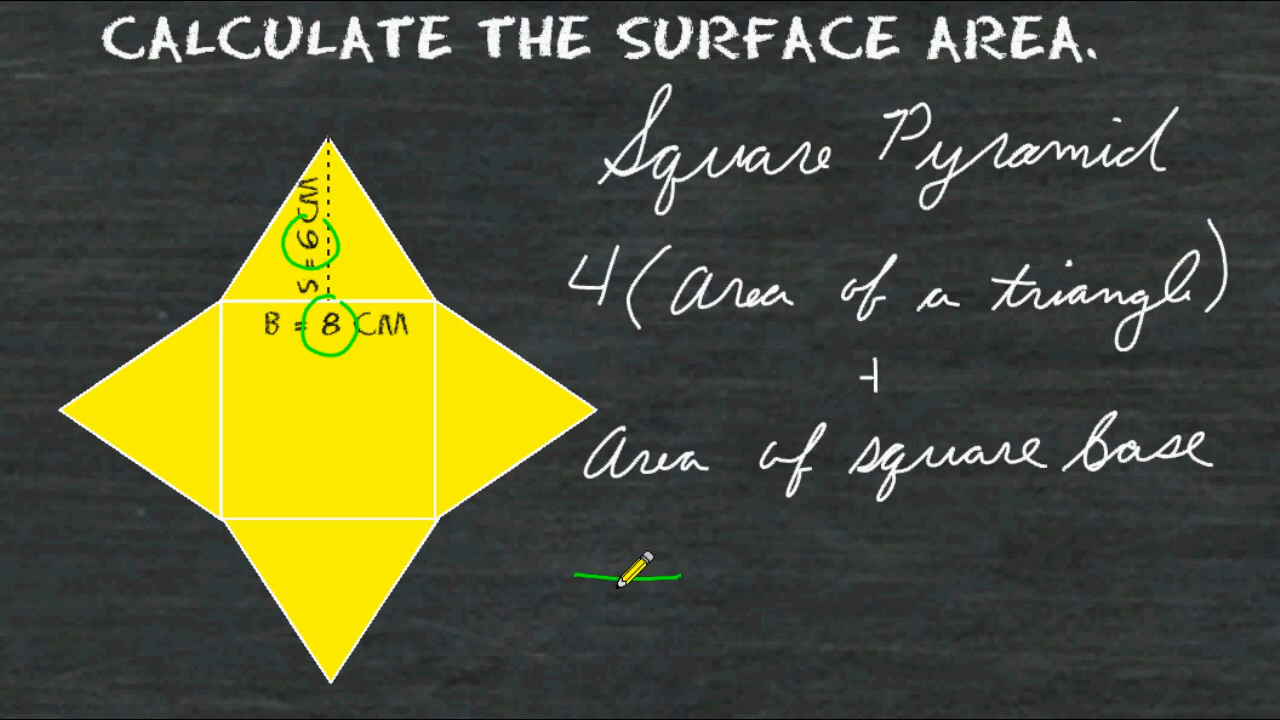 CALCULATE THE SURFACE AREA.
Square Pyramid
S = 6 CM
4 (area of a triangle)
B = 8 CM
+
area of square base